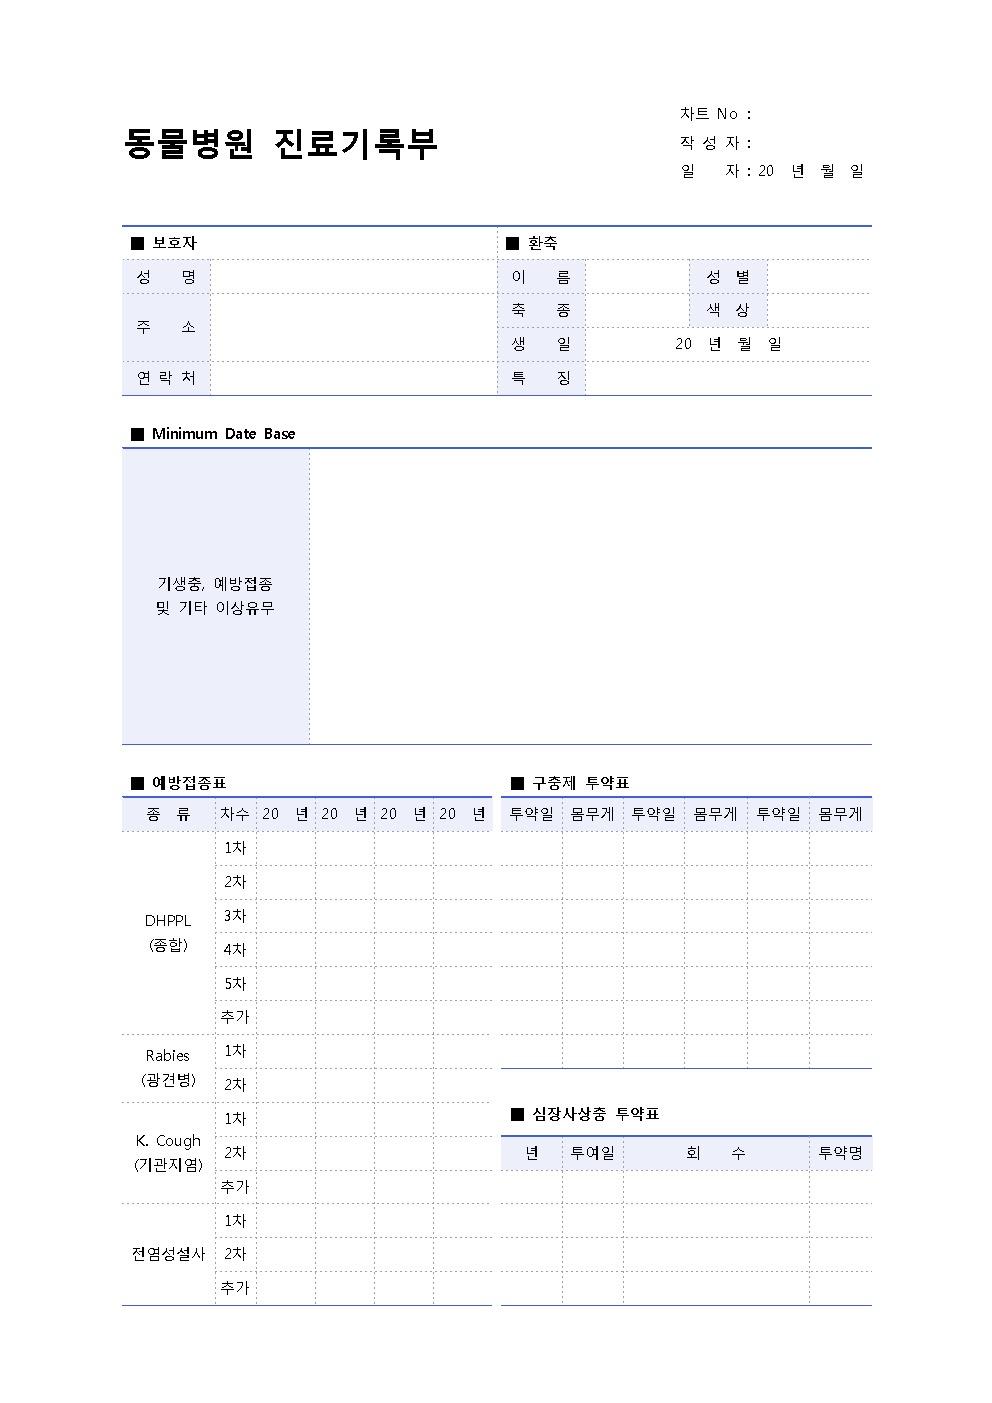 동물병원 진료기록부
차트 No :
작 성 자 :
일 자 : 20 년 월 일
■ 보호자 ■ 환축
성 명 이 름 성 별
주 소 축 종 색 상
생 일 20 년 월 일
연 락 처 특 징
■ Minimum Date Base
기생충, 예방접종
및 기타 이상유무
■ 예방접종표
종 류 차수 20 년 20 년 20 년 20 년
DHPPL
(종합)
1차
2차
3차
4차
5차
추가
Rabies
(광견병)
1차
2차
K. Cough
(기관지염)
1차
2차
추가
전염성설사
1차
2차
추가
■ 구충제 투약표
투약일 몸무게 투약일 몸무게 투약일 몸무게
■ 심장사상충 투약표
년 투여일 회 수 투약명